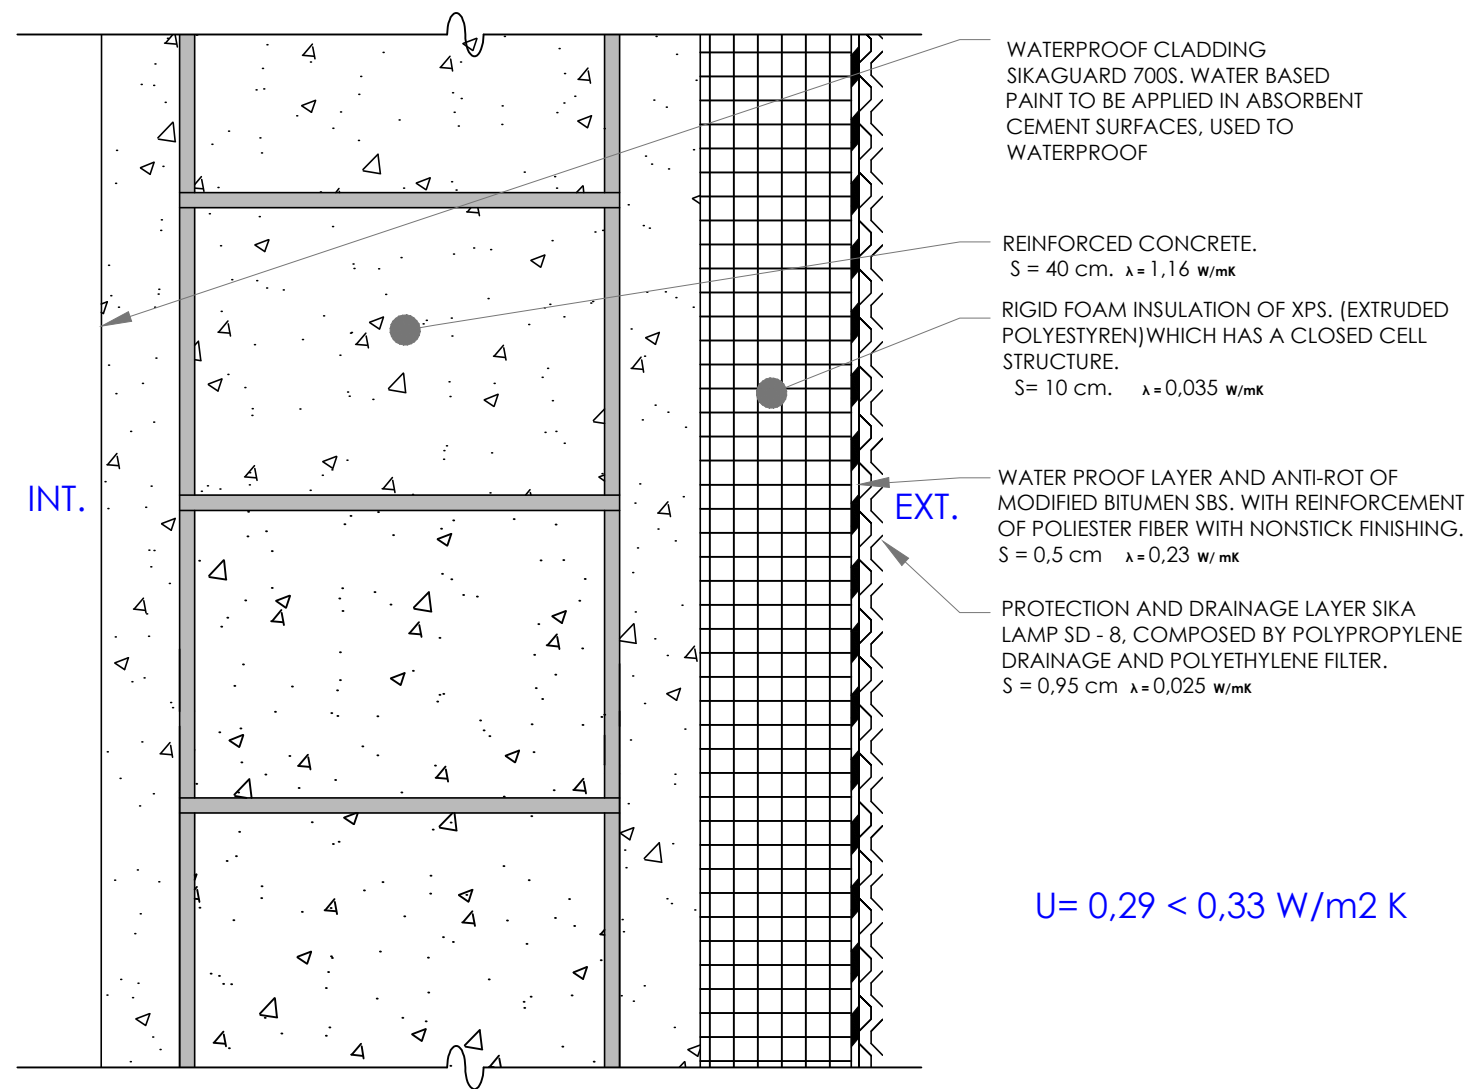 WATERPROOF CLADDING
SIKAGUARD 700S. WATER BASED
PAINT TO BE APPLIED IN ABSORBENT
CEMENT SURFACES, USED TO
WATERPROOF
REINFORCED CONCRETE.
S = 40 cm. λ = 1,16 W/mK
RIGID FOAM INSULATION OF XPS. (EXTRUDED
POLYESTYREN)WHICH HAS A CLOSED CELL
STRUCTURE.
S= 10 cm. λ = 0,035 W/mK
INT.
EXT.
WATER PROOF LAYER AND ANTI-ROT OF
MODIFIED BITUMEN SBS. WITH REINFORCEMENT
OF POLIESTER FIBER WITH NONSTICK FINISHING.
S = 0,5 cm λ = 0,23 W/ mK
PROTECTION AND DRAINAGE LAYER SIKA
LAMP SD - 8, COMPOSED BY POLYPROPYLENE
DRAINAGE AND POLYETHYLENE FILTER.
S = 0,95 cm λ = 0,025 W/mK
U= 0,29 < 0,33 W/m2 K